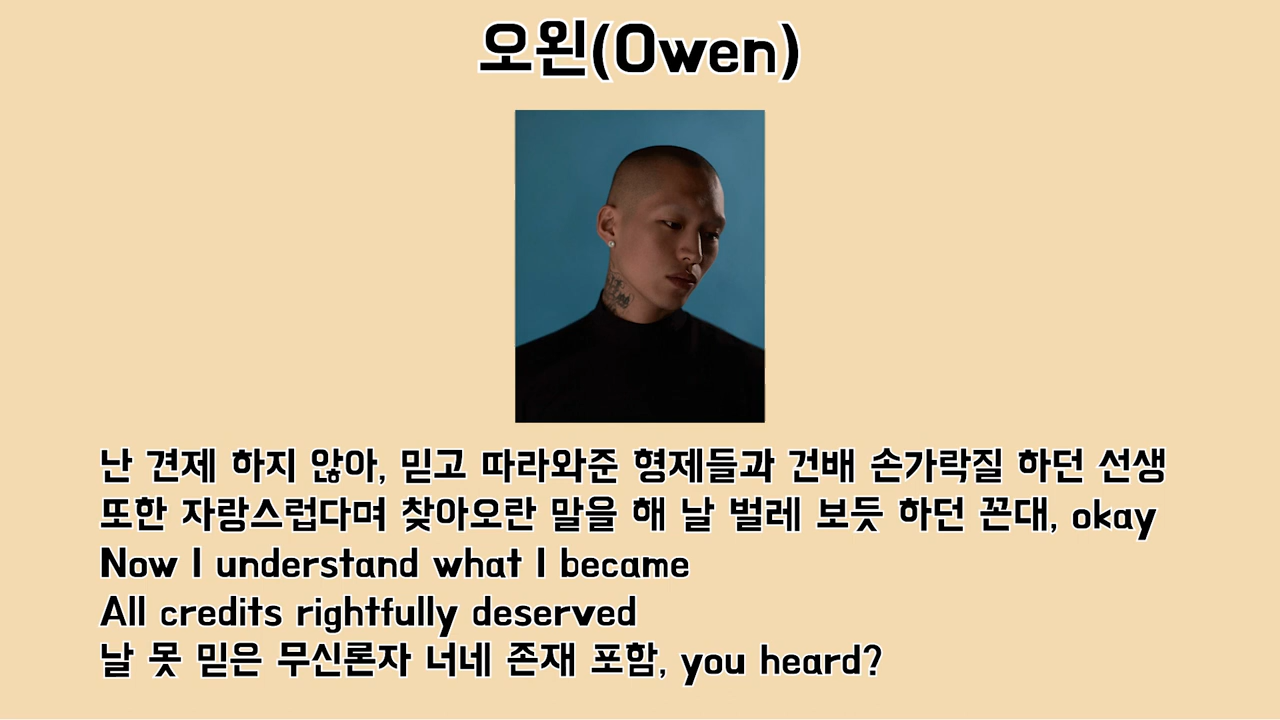 오왼(Owen)
난 견제 하지 않아, 믿고 따라와준 형제들과 건배 손가락질 하던 선생
또한 자랑스럽다며 찾아오란 말을 해 날 벌레 보듯 하던 꼰대, okay
Now I understand what I became
All credits rightfully deserved
날 못 믿은 무신론자 너네 존재 포함, you heard?